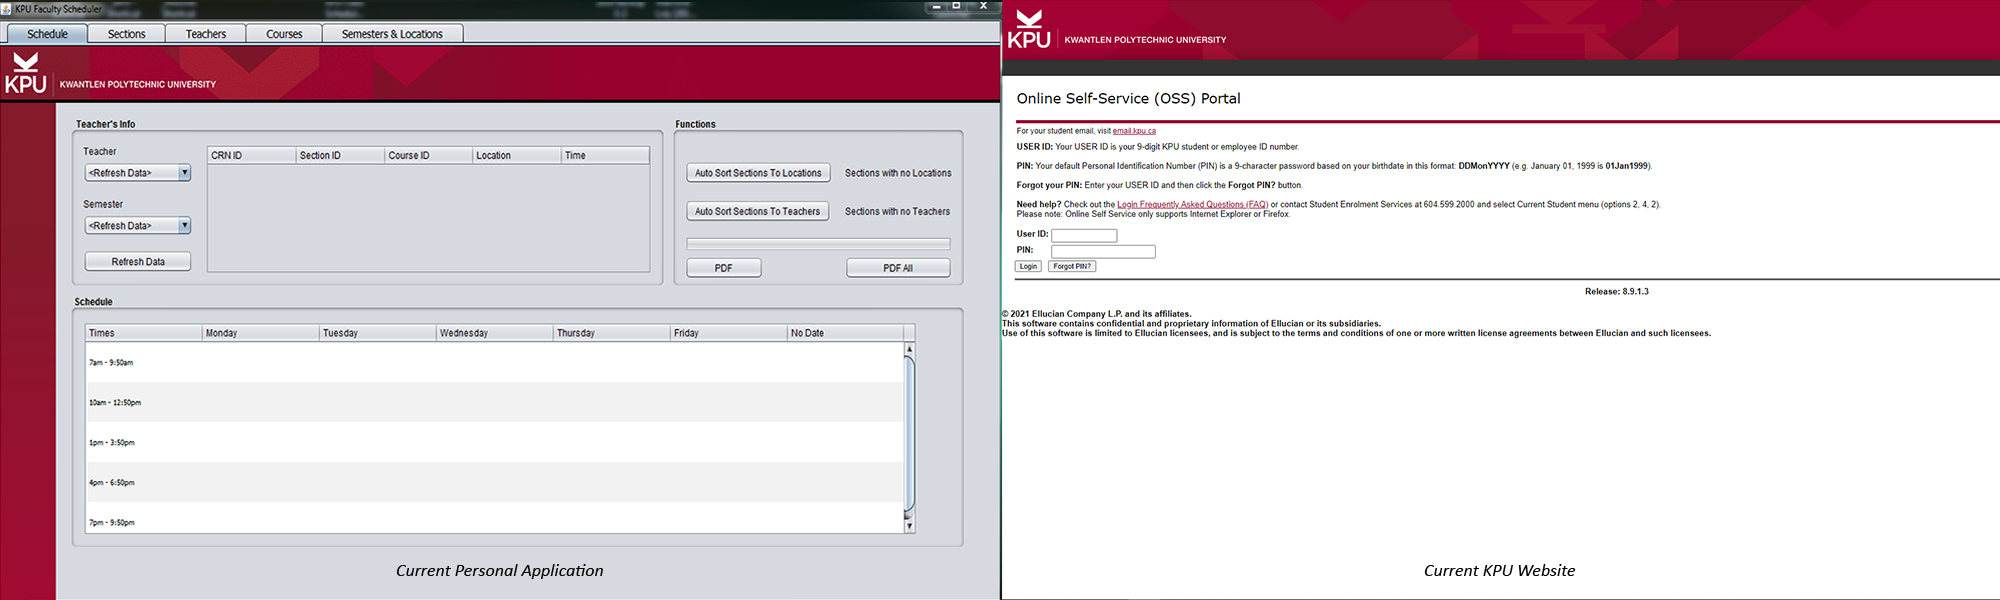 KPU Faculty Scheduler
Schedule Sections Teachers Courses Semesters & Locations
KPU KWANTLEN POLYTECHNIC UNIVERSITY
Teacher's Info
Teacher
<Refresh Data>
Semester
<Refresh Data>
Refresh Data
CRN ID Section ID Course ID Location Time
Functions
Auto Sort Sections To Locations Sections with no Locations
Auto Sort Sections To Teachers Sections with no Teachers
PDF PDF All
Schedule
Times Monday Tuesday Wednesday Thursday Friday No Date
7am - 9:50am
10am - 12:50pm
1pm - 3:50pm
4pm - 6:50pm
7pm - 9:50pm
Current Personal Application
KPU KWANTLEN POLYTECHNIC UNIVERSITY
Online Self-Service (OSS) Portal
For your student email, visit email.kpu.ca
USER ID: Your USER ID is your 9-digit KPU student or employee ID number.
PIN: Your default Personal Identification Number (PIN) is a 9-character password based on your birthdate in this format: DDMonYYYY (e.g. January 01, 1999 is 01Jan1999).
Forgot your PIN: Enter your USER ID and then click the Forgot PIN? button.
Need help? Check out the Login Frequently Asked Questions (FAQ) or contact Student Enrolment Services at 604.599.2000 and select Current Student menu (options 2, 4, 2).
Please note: Online Self Service only supports Internet Explorer or Firefox.
User ID:
PIN:
Login Forgot PIN?
Release: 8.9.1.3
© 2021 Ellucian Company L.P. and its affiliates.
This software contains confidential and proprietary information of Ellucian or its subsidiaries.
Use of this software is limited to Ellucian licensees, and is subject to the terms and conditions of one or more written license agreements between Ellucian and such licensees.
Current KPU Website